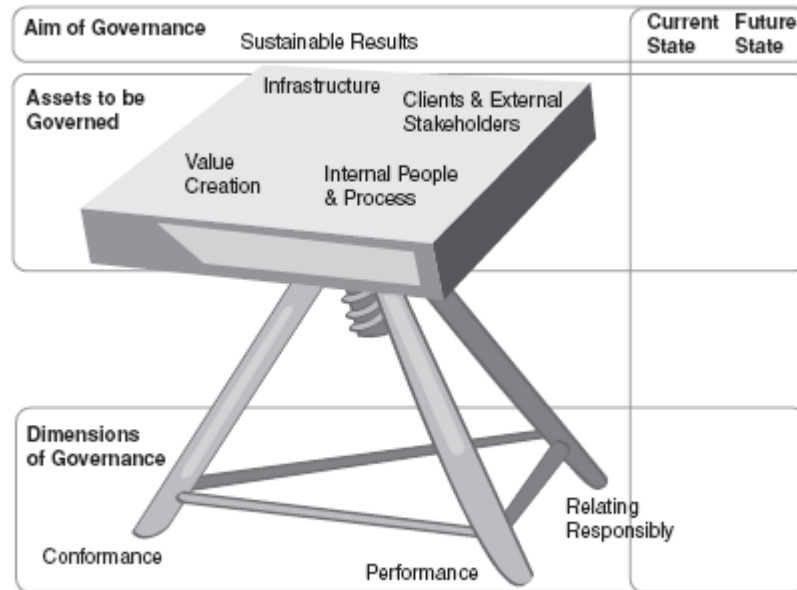 Aim of Governance
Sustainable Results
Current Future
State State
Assets to be
Governed
Infrastructure
Clients & External
Stakeholders
Value
Creation
Internal People
& Process
Dimensions
of Governance
Relating
Responsibly
Conformance
Performance